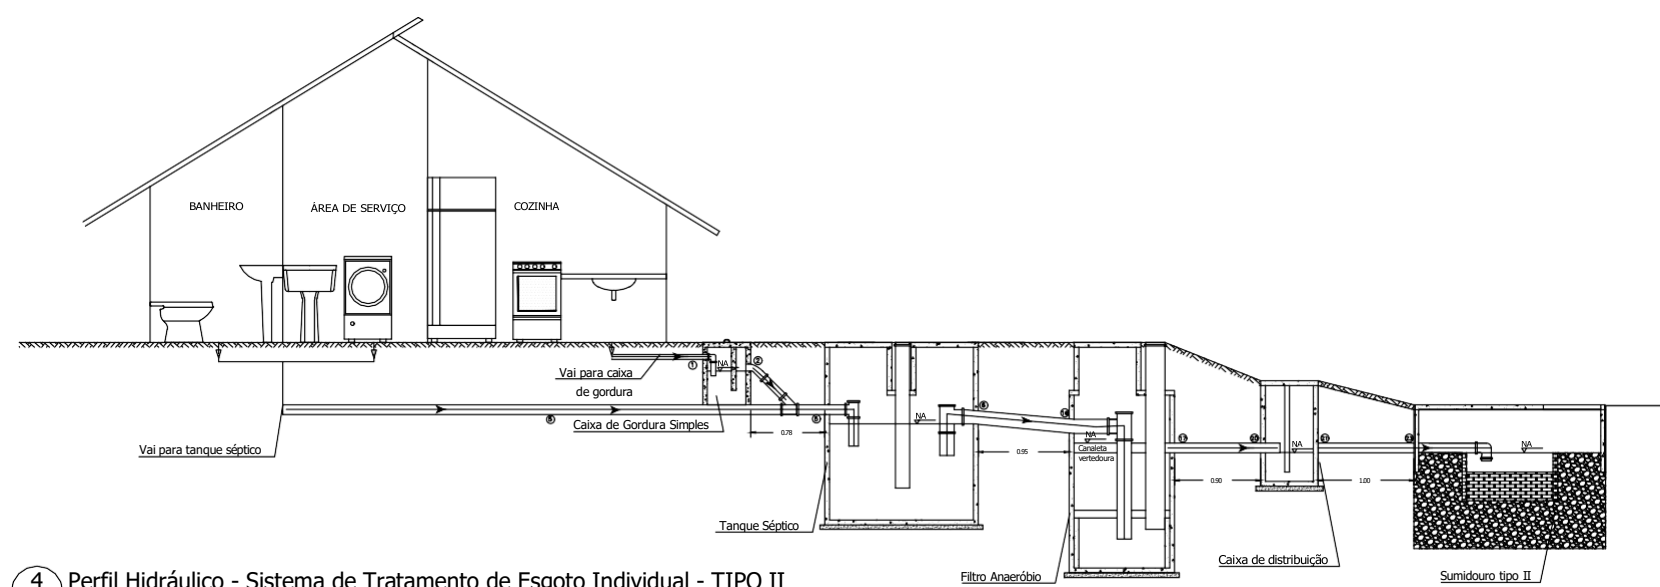 BANHEIRO
ÁREA DE SERVIÇO
COZINHA
Vai para caixa
de gordura
Caixa de Gordura Simples
Vai para tanque séptico
Tanque Séptico
Filtro Anaeróbio
Canaleta
vertedoura
Caixa de distribuição
Sumidouro tipo II
NA
NA
NA
NA
NA
0.78
0.95
0.90
1.00
1
2
4 Perfil Hidráulico - Sistema de Tratamento de Esgoto Individual - TIPO II